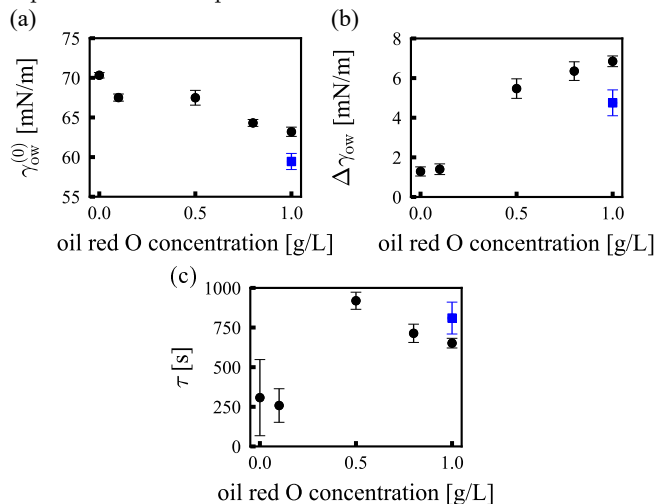 (a)
75
70
65
60
55
γow(0) [mN/m]
0.0 0.5 1.0
oil red O concentration [g/L]
(b)
8
6
4
2
0
Δγow [mN/m]
0.0 0.5 1.0
oil red O concentration [g/L]
(c)
1000
750
500
250
0
τ [s]
0.0 0.5 1.0
oil red O concentration [g/L]